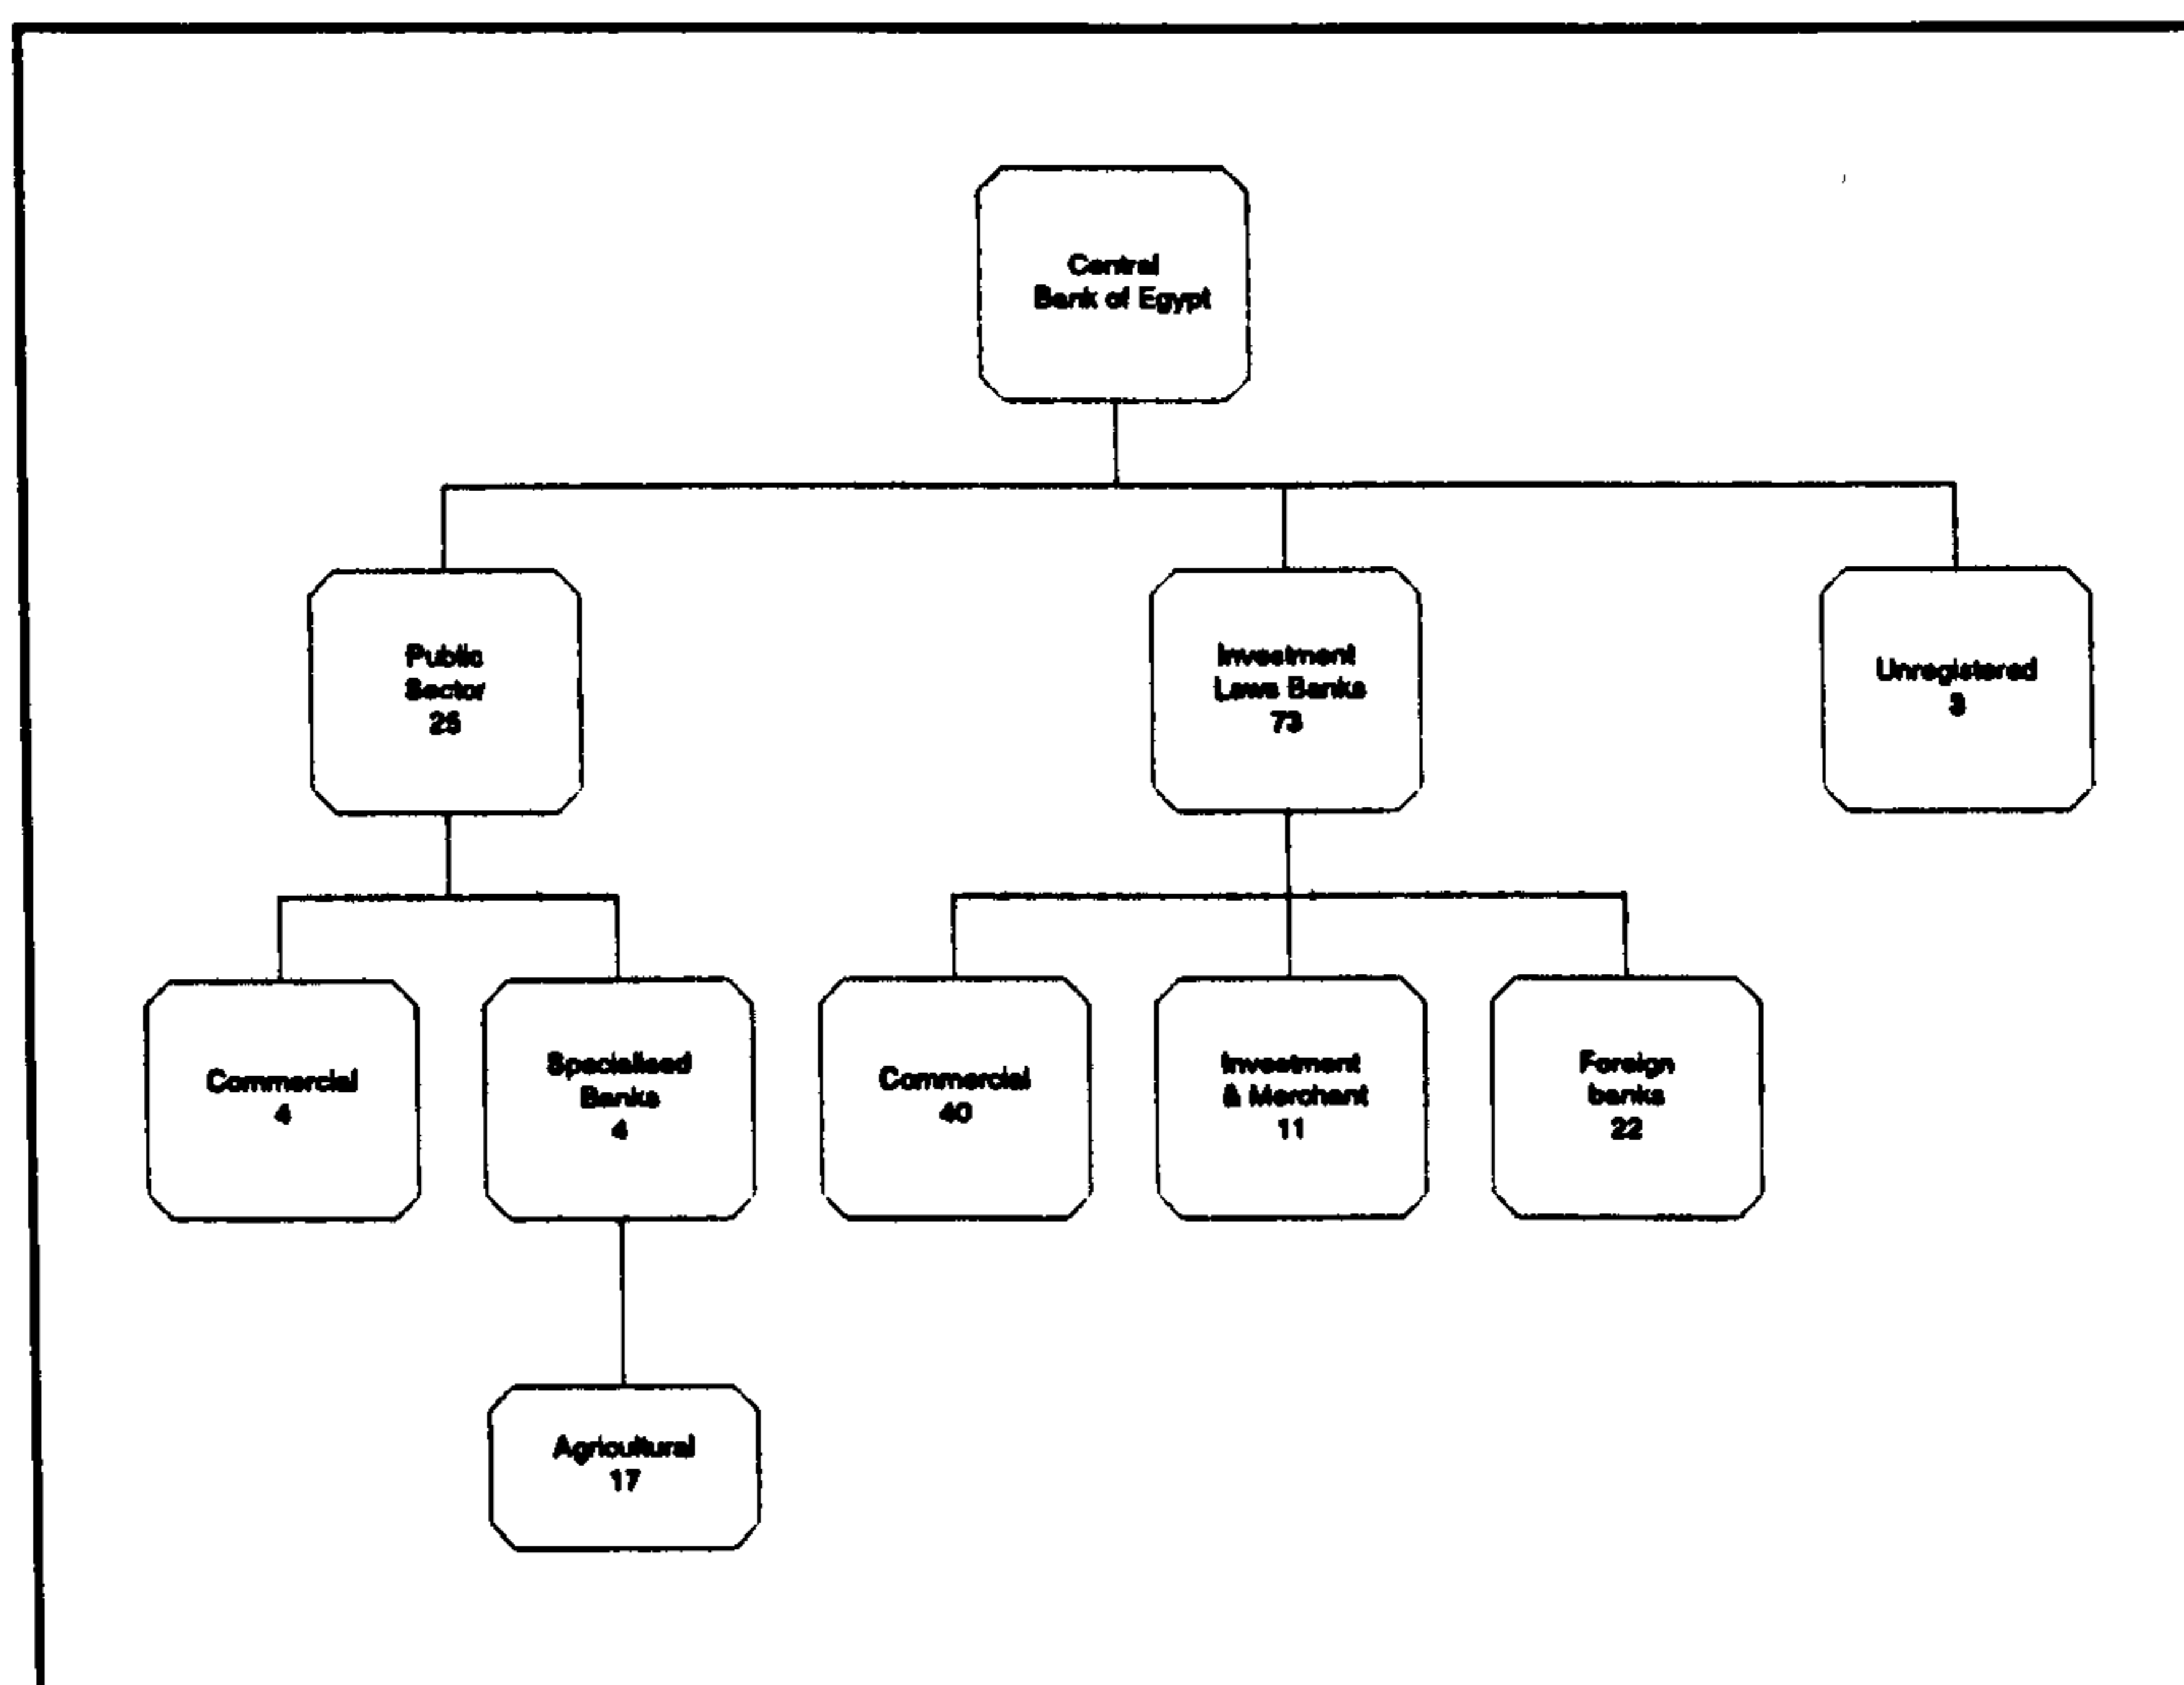 Central
Bank of Egypt
Public
Sector
25
Investment
Laws Banks
73
Unregistered
3
Commercial
4
Specialised
Banks
4
Commercial
40
Investment
& Merchant
11
Foreign
banks
22
Agricultural
17